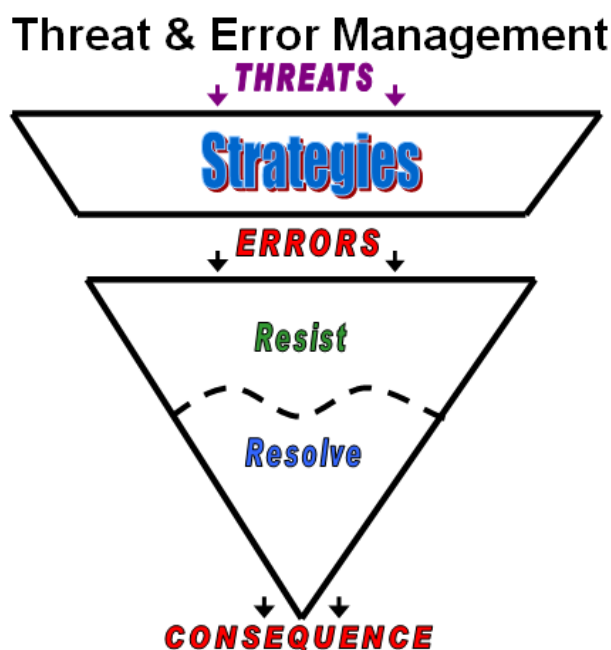 Threat & Error Management
THREATS
Strategies
ERRORS
Resist
Resolve
CONSEQUENCE